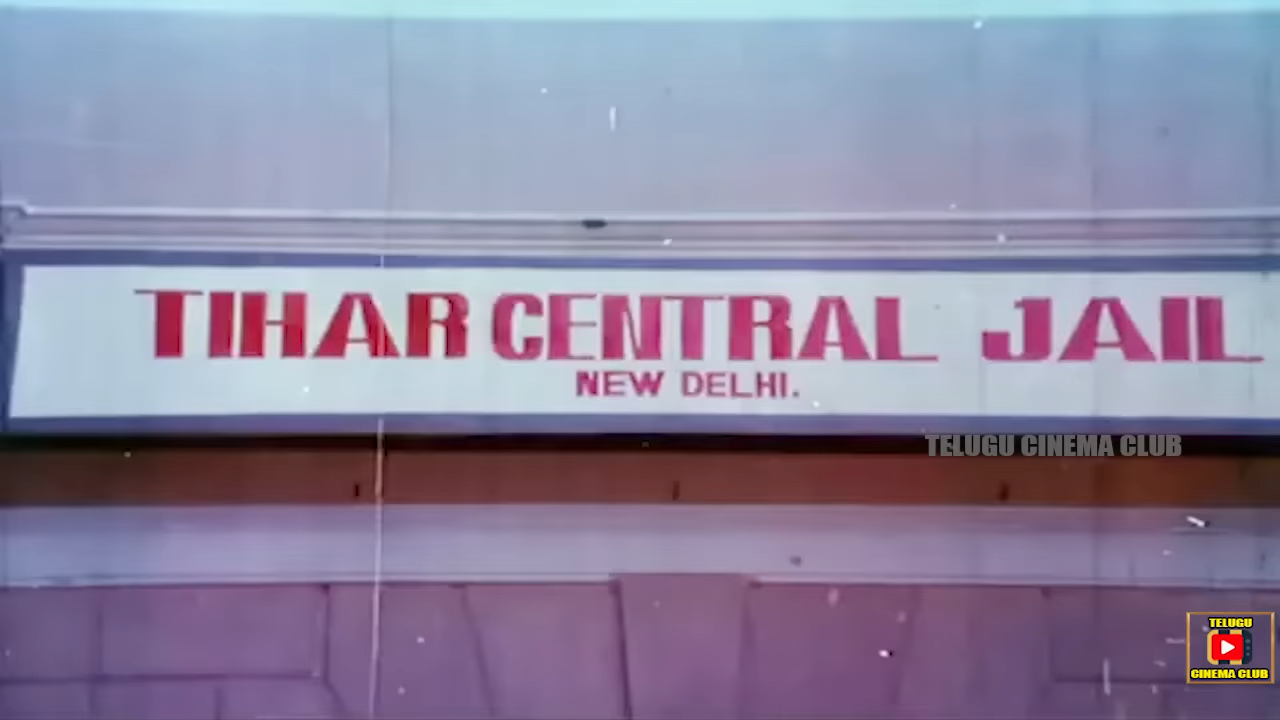 TIHAR CENTRAL JAIL
NEW DELHI.
TELUGU CINEMA CLUB
TELUGU
CINEMA CLUB